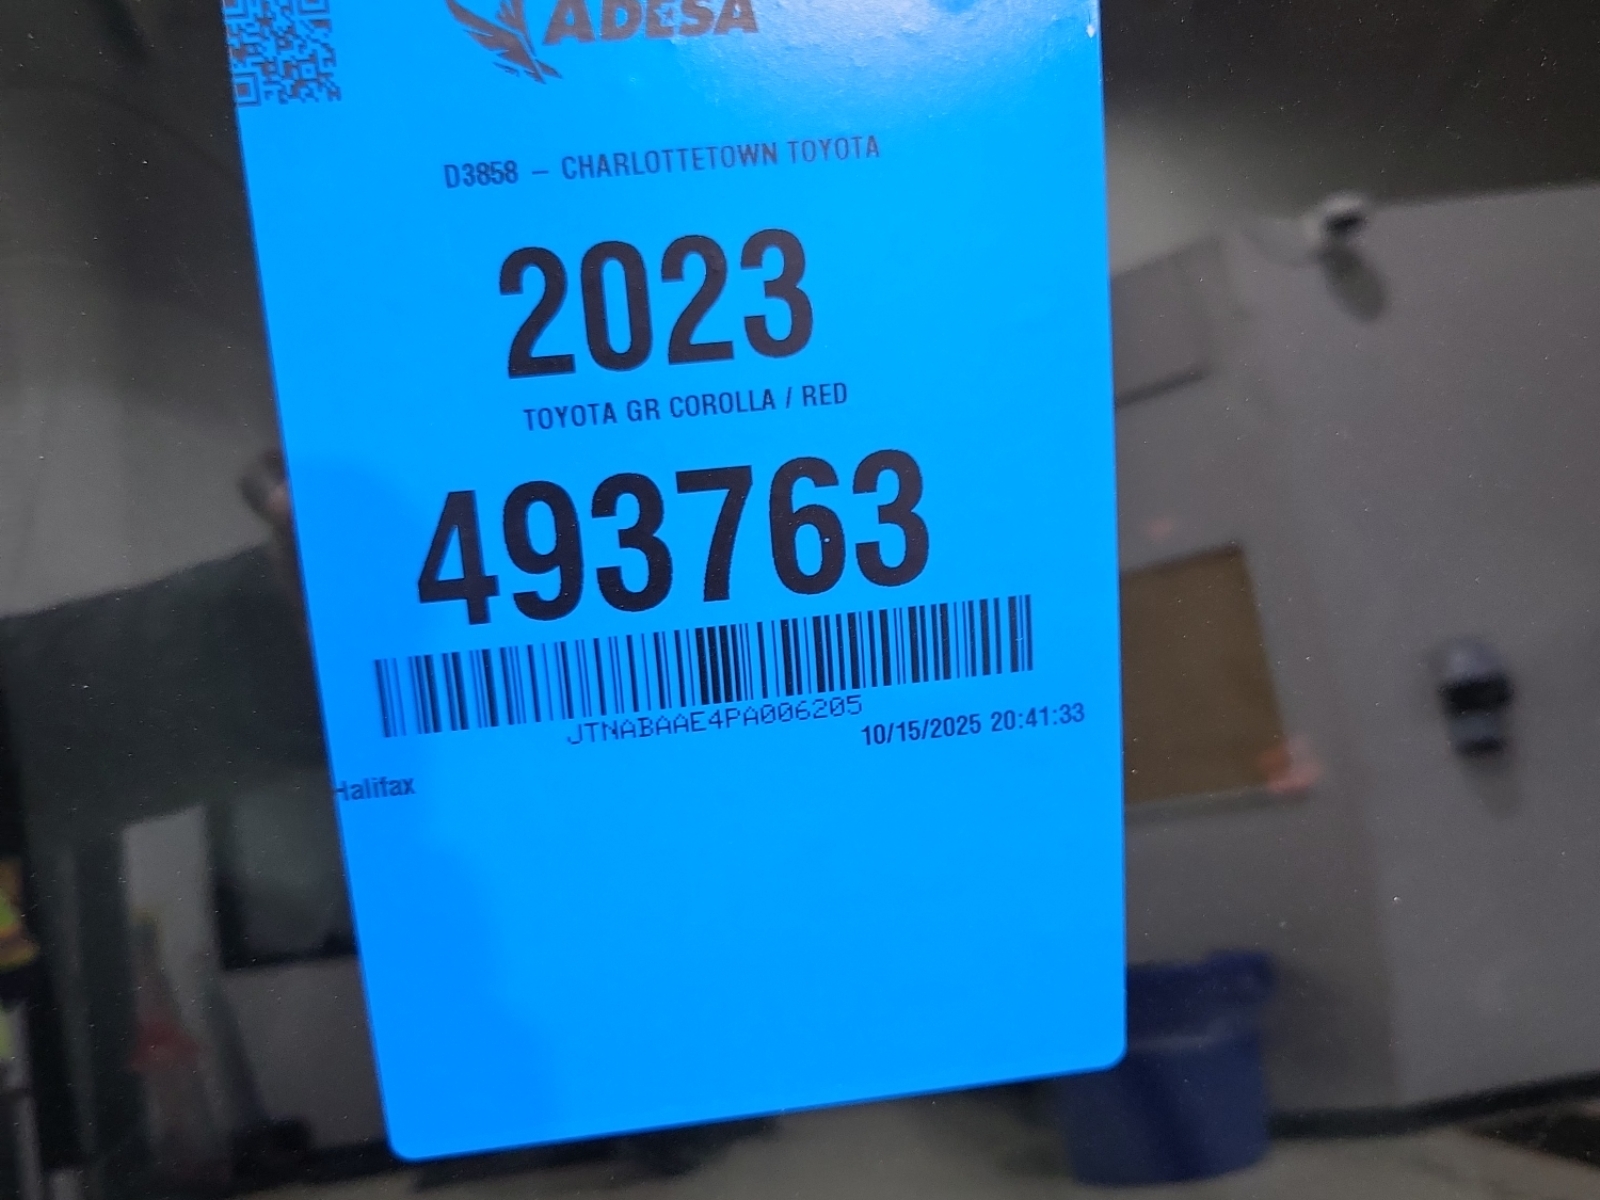 ADESA
D3858 – CHARLOTTETOWN TOYOTA
2023
TOYOTA GR COROLLA / RED
493763
JTNABAAE4PA006205
10/15/2025 20:41:33
Halifax